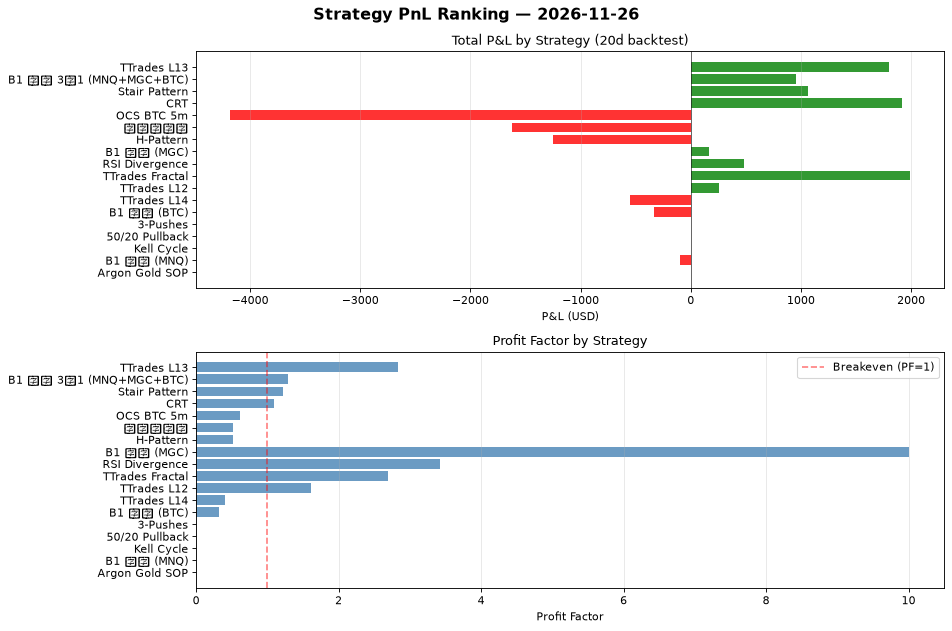 Strategy PnL Ranking — 2026-11-26
Total P&L by Strategy (20d backtest)
TTrades L13
B1 3 1 (MNQ+MGC+BTC)
Stair Pattern
CRT
OCS BTC 5m
H-Pattern
B1 (MGC)
RSI Divergence
TTrades Fractal
TTrades L12
TTrades L14
B1 (BTC)
3-Pushes
50/20 Pullback
Kell Cycle
B1 (MNQ)
Argon Gold SOP
−4000 −3000 −2000 −1000 0 1000 2000
P&L (USD)
Profit Factor by Strategy
Breakeven (PF=1)
TTrades L13
B1 3 1 (MNQ+MGC+BTC)
Stair Pattern
CRT
OCS BTC 5m
H-Pattern
B1 (MGC)
RSI Divergence
TTrades Fractal
TTrades L12
TTrades L14
B1 (BTC)
3-Pushes
50/20 Pullback
Kell Cycle
B1 (MNQ)
Argon Gold SOP
0 2 4 6 8 10
Profit Factor